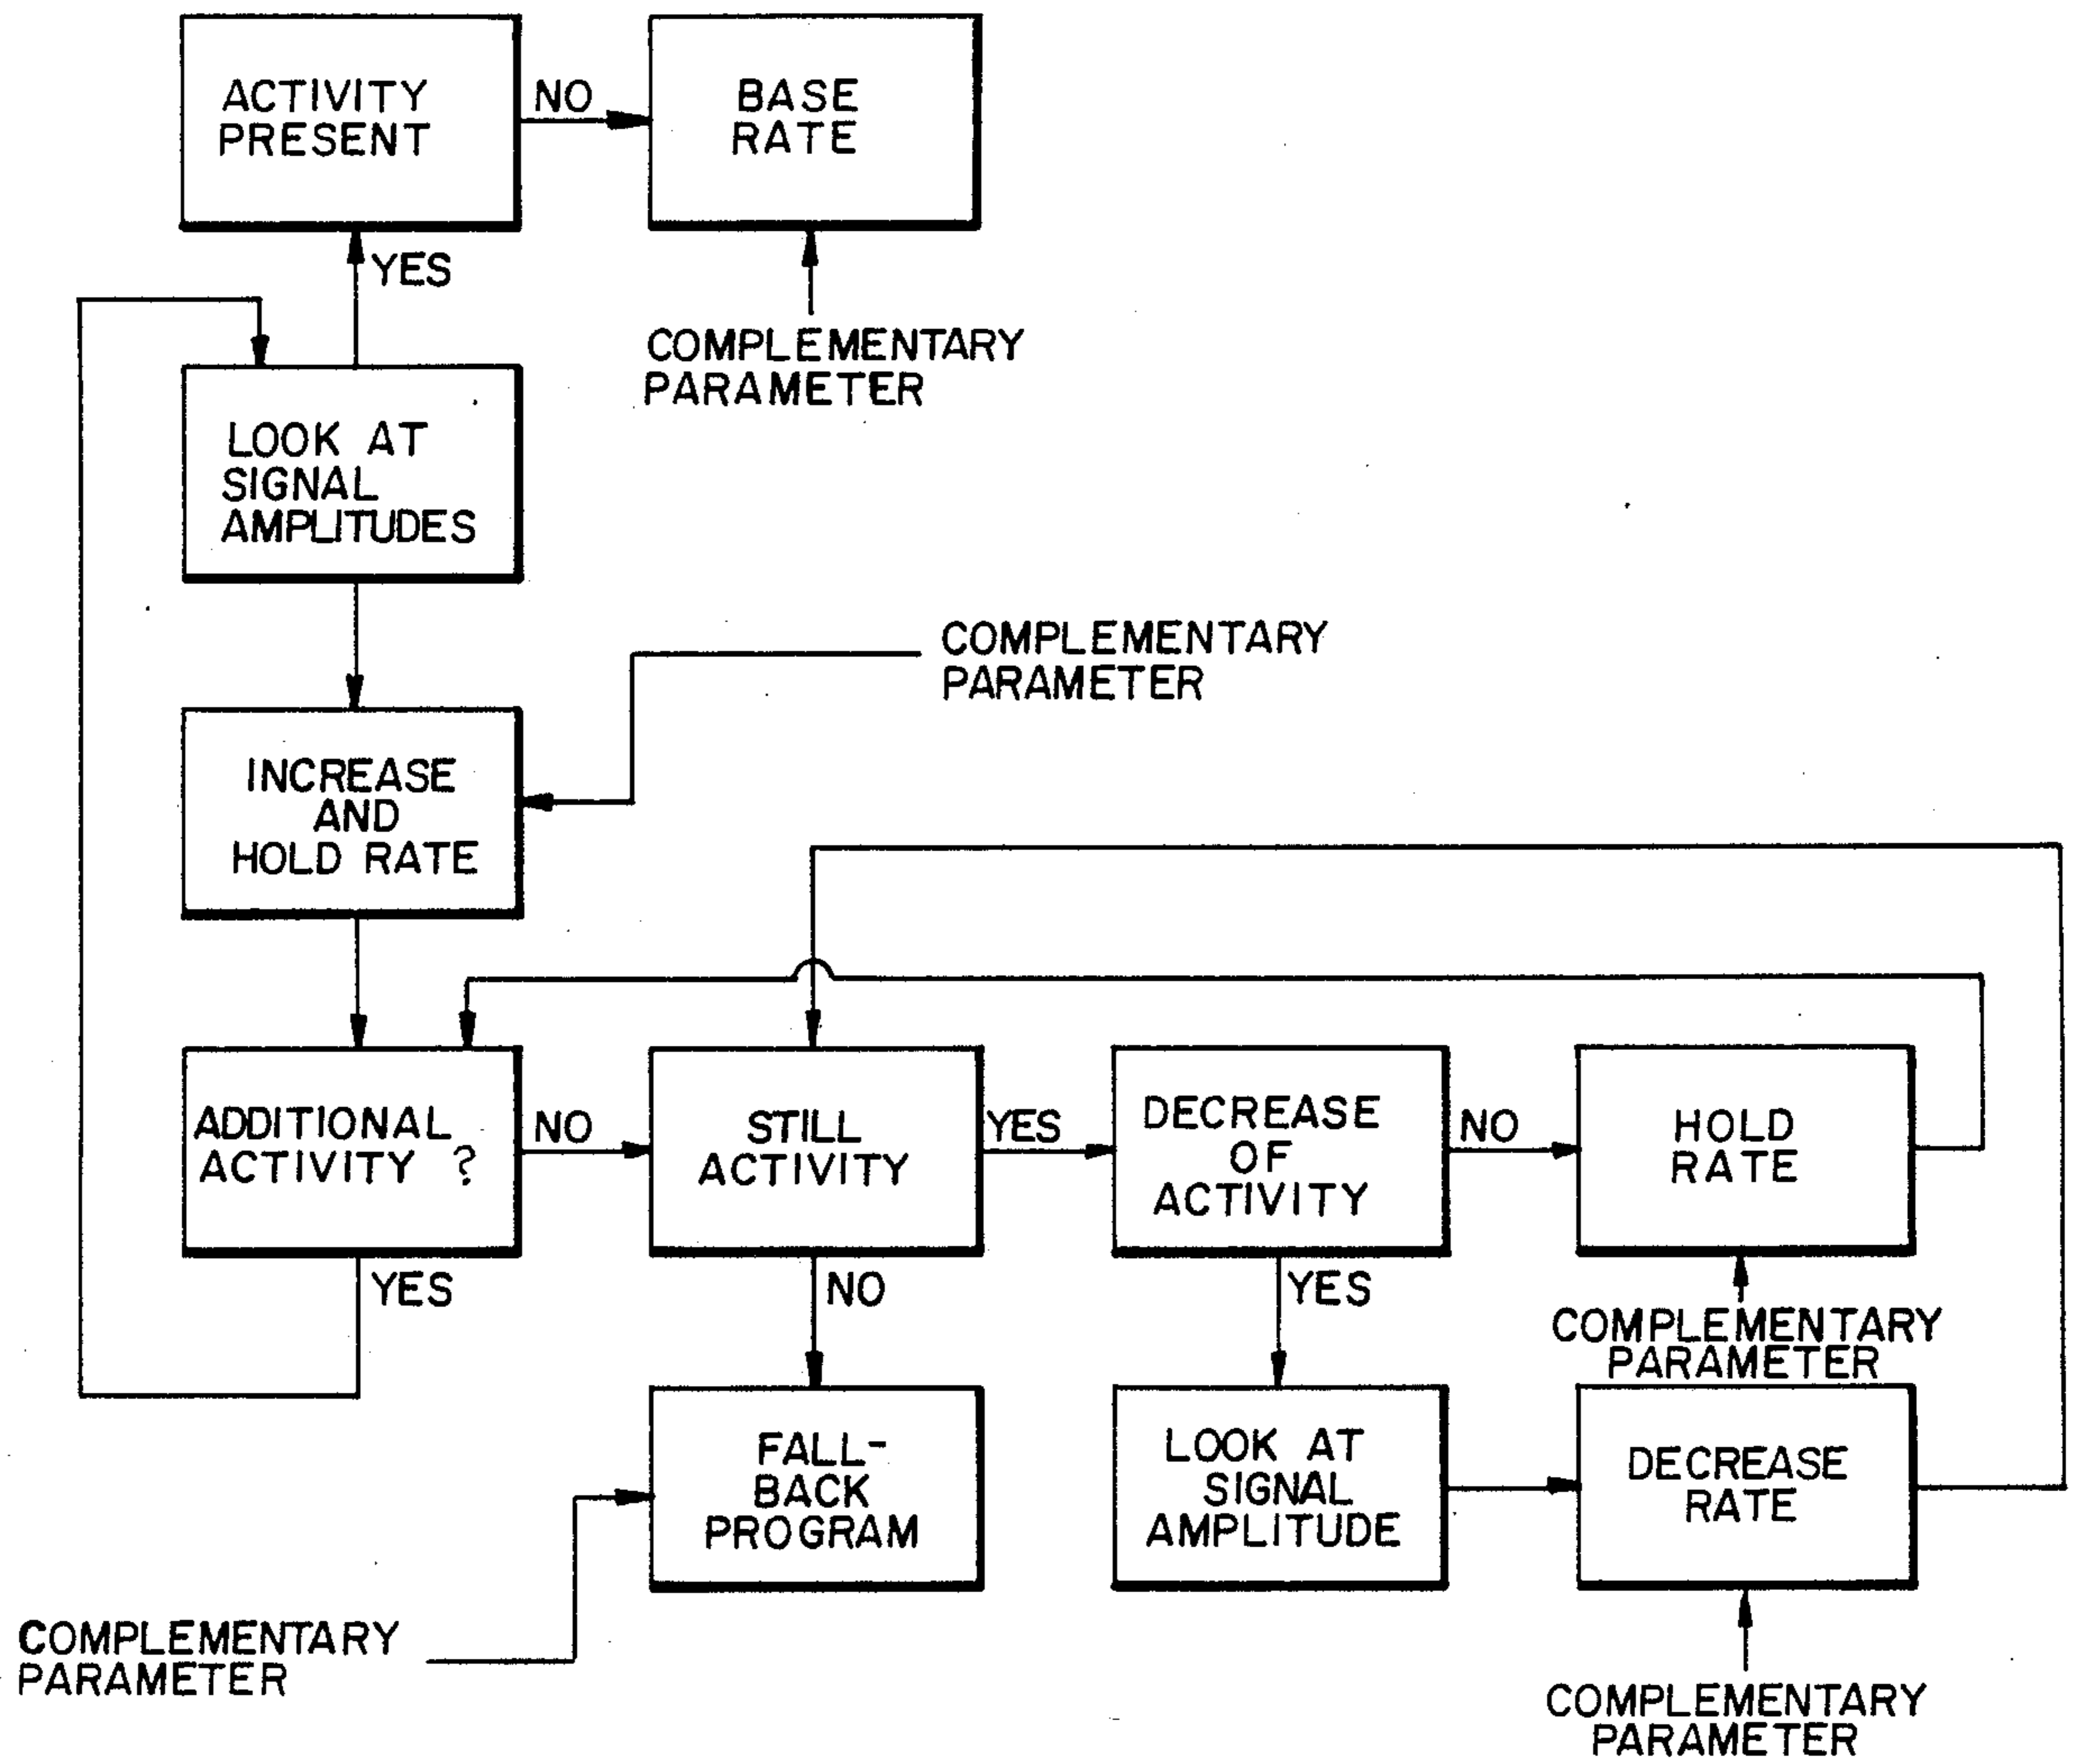 ACTIVITY
PRESENT
NO
BASE
RATE
YES
COMPLEMENTARY
PARAMETER
LOOK AT
SIGNAL
AMPLITUDES
COMPLEMENTARY
PARAMETER
INCREASE
AND
HOLD RATE
ADDITIONAL
ACTIVITY ?
NO
STILL
ACTIVITY
YES
DECREASE
OF
ACTIVITY
NO
HOLD
RATE
YES
NO
YES
COMPLEMENTARY
PARAMETER
FALL-
BACK
PROGRAM
LOOK AT
SIGNAL
AMPLITUDE
DECREASE
RATE
COMPLEMENTARY
PARAMETER
COMPLEMENTARY
PARAMETER